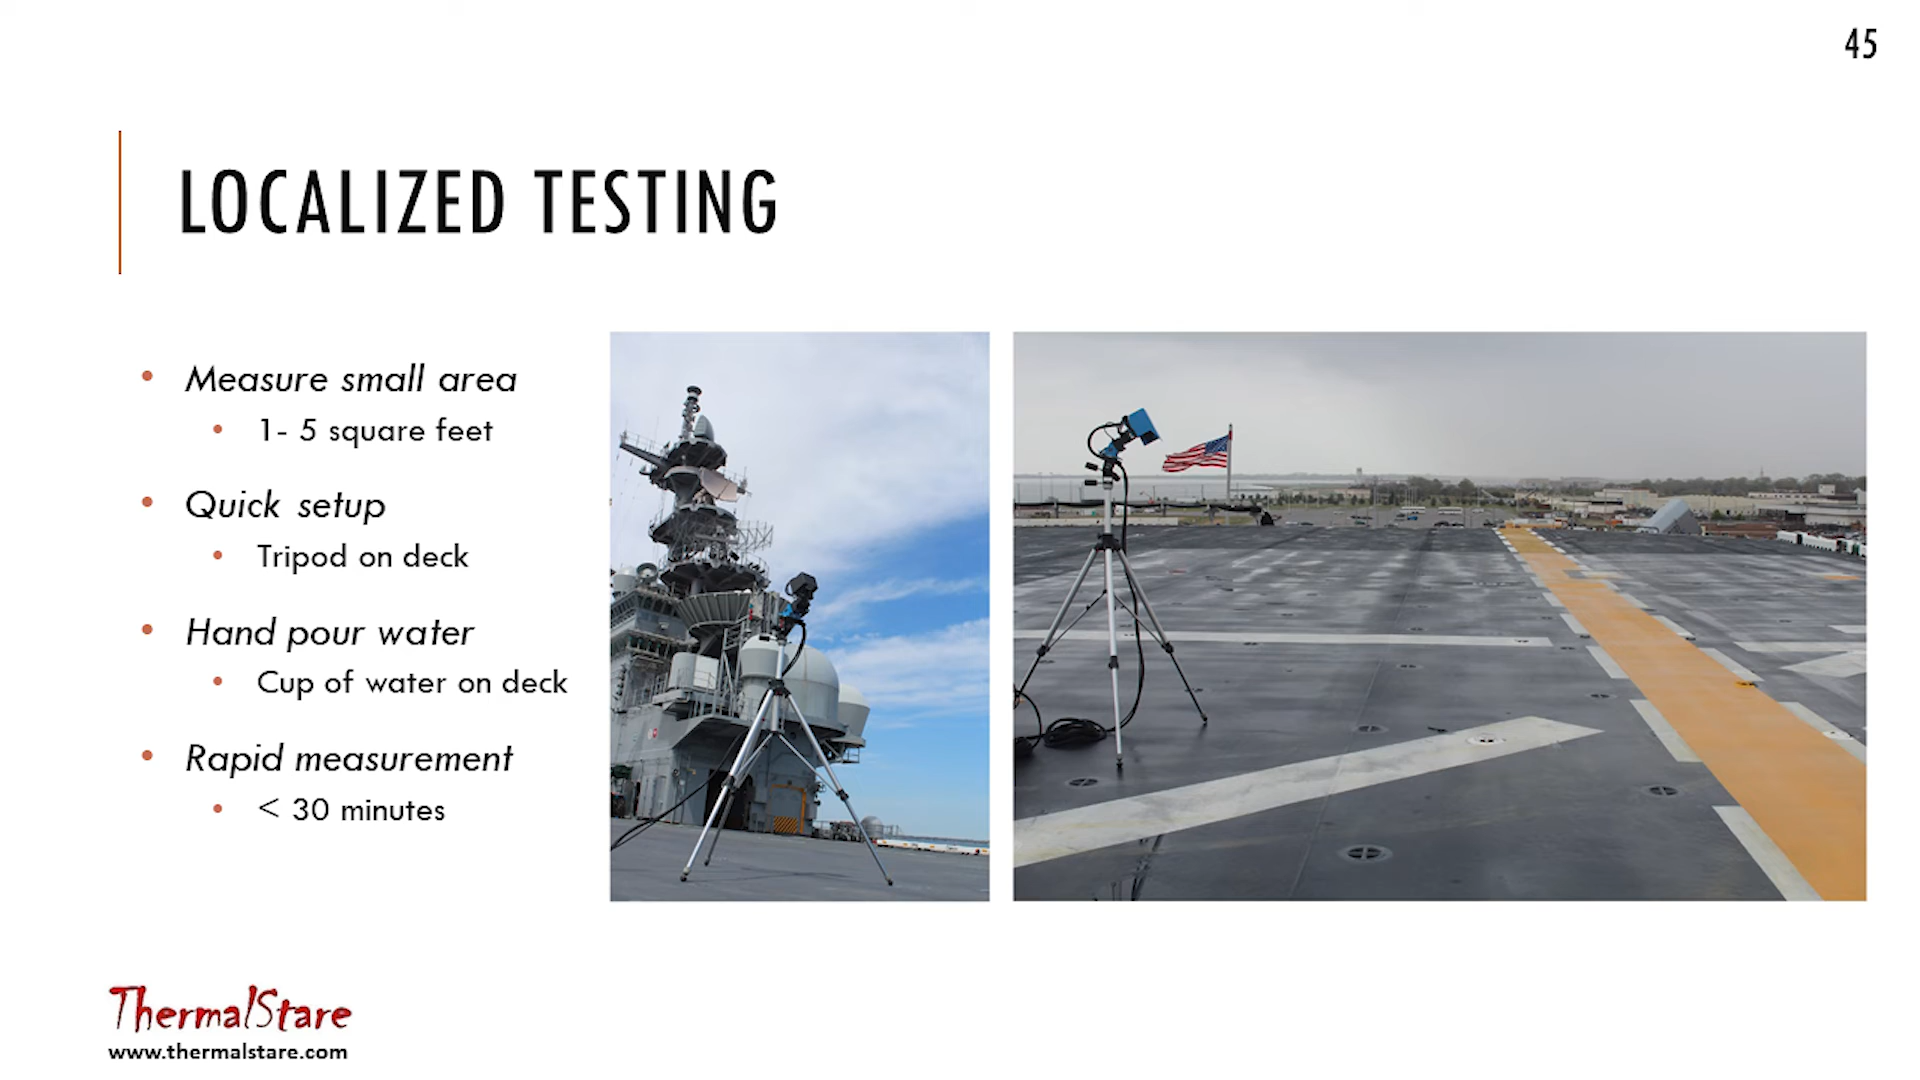 45
LOCALIZED TESTING
• Measure small area
• 1- 5 square feet
• Quick setup
• Tripod on deck
• Hand pour water
• Cup of water on deck
• Rapid measurement
• < 30 minutes
ThermalStare
www.thermalstare.com